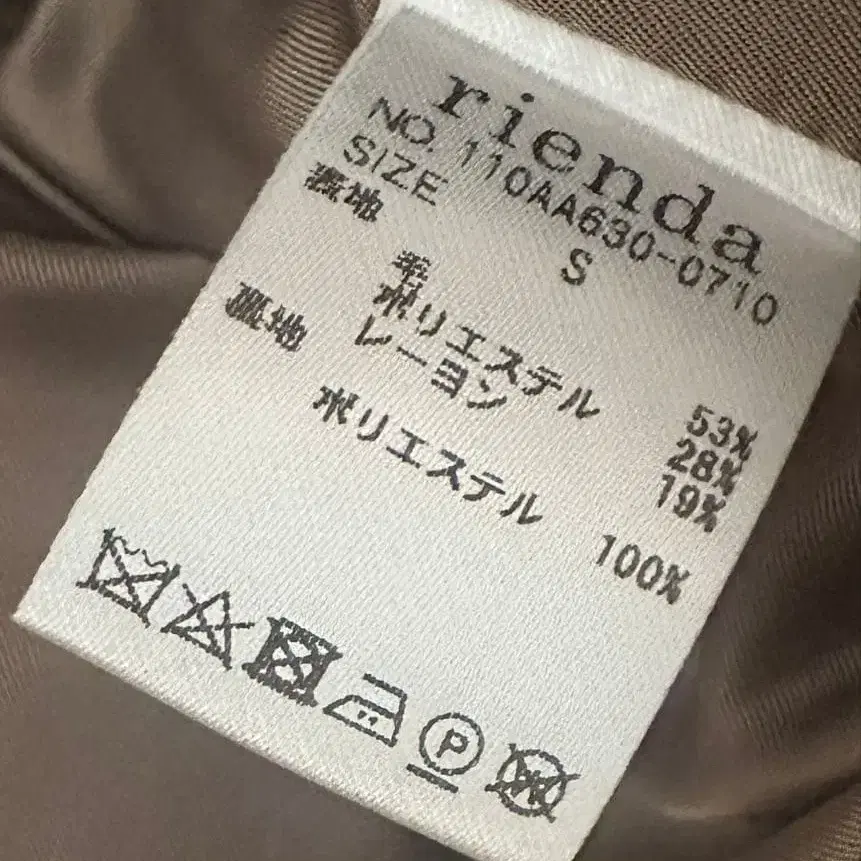 rienda
NO. 110AA630-0710
SIZE S
表地
毛 53%
ポリエステル 28%
レーヨン 19%
裏地
ポリエステル 100%
P
W